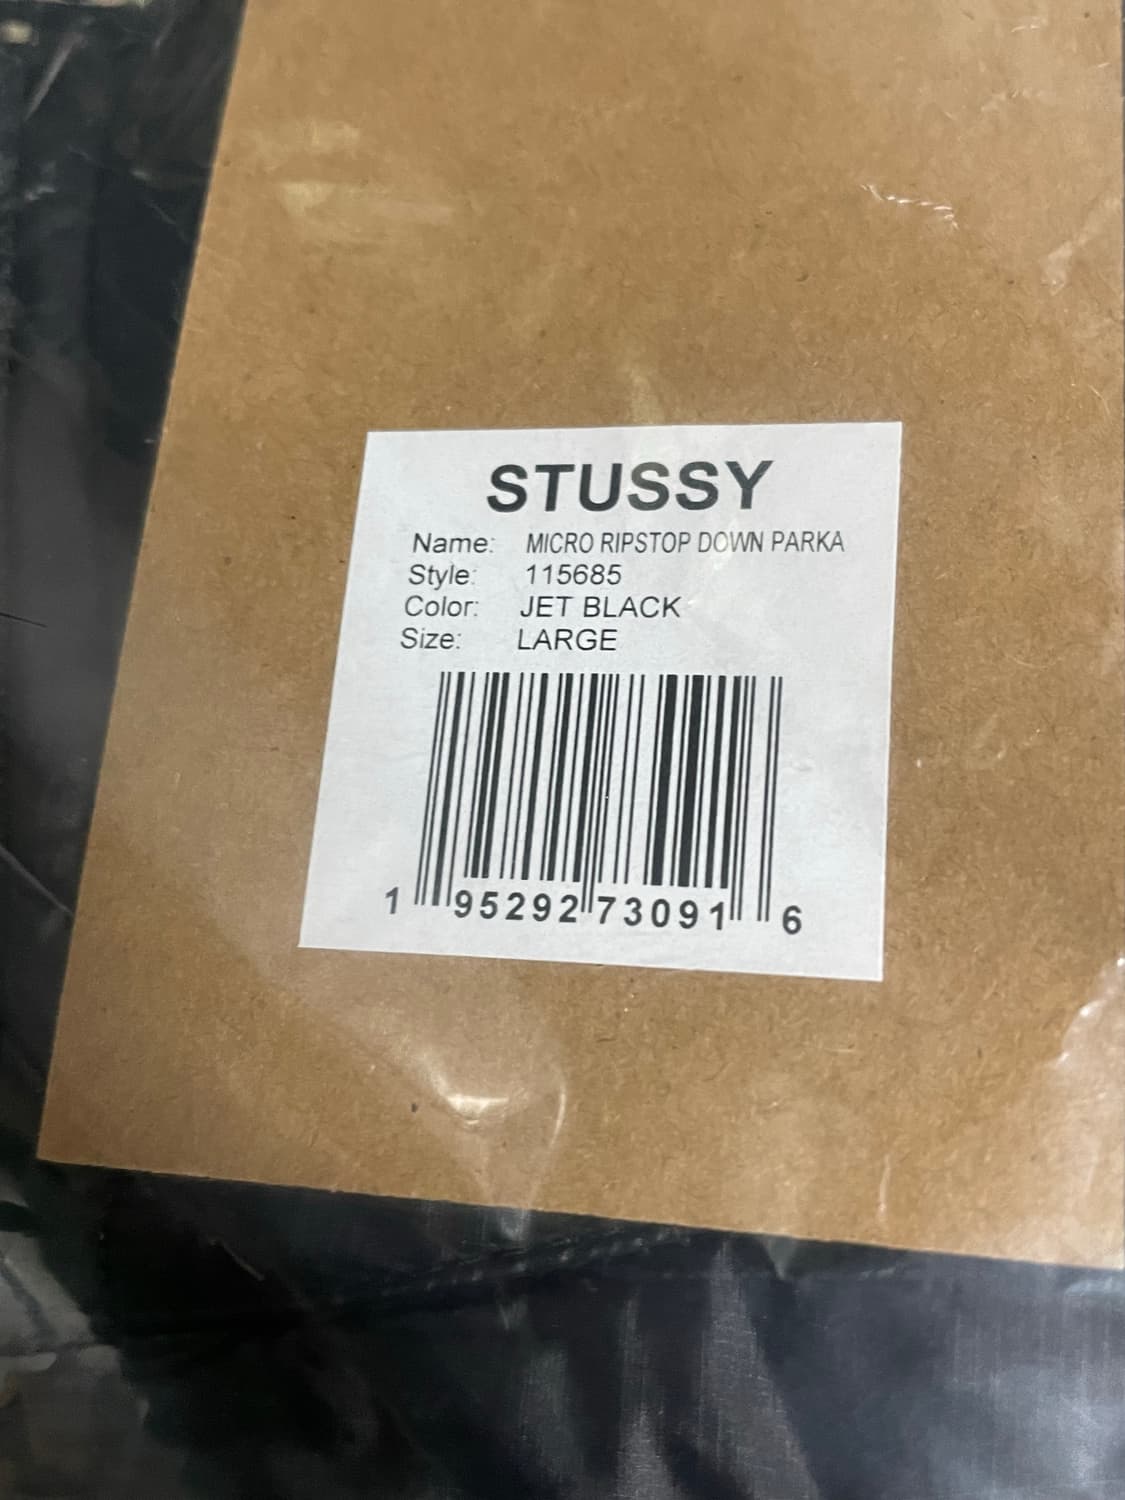 STUSSY
Name: MICRO RIPSTOP DOWN PARKA
Style: 115685
Color: JET BLACK
Size: LARGE
1 95292 73091 6